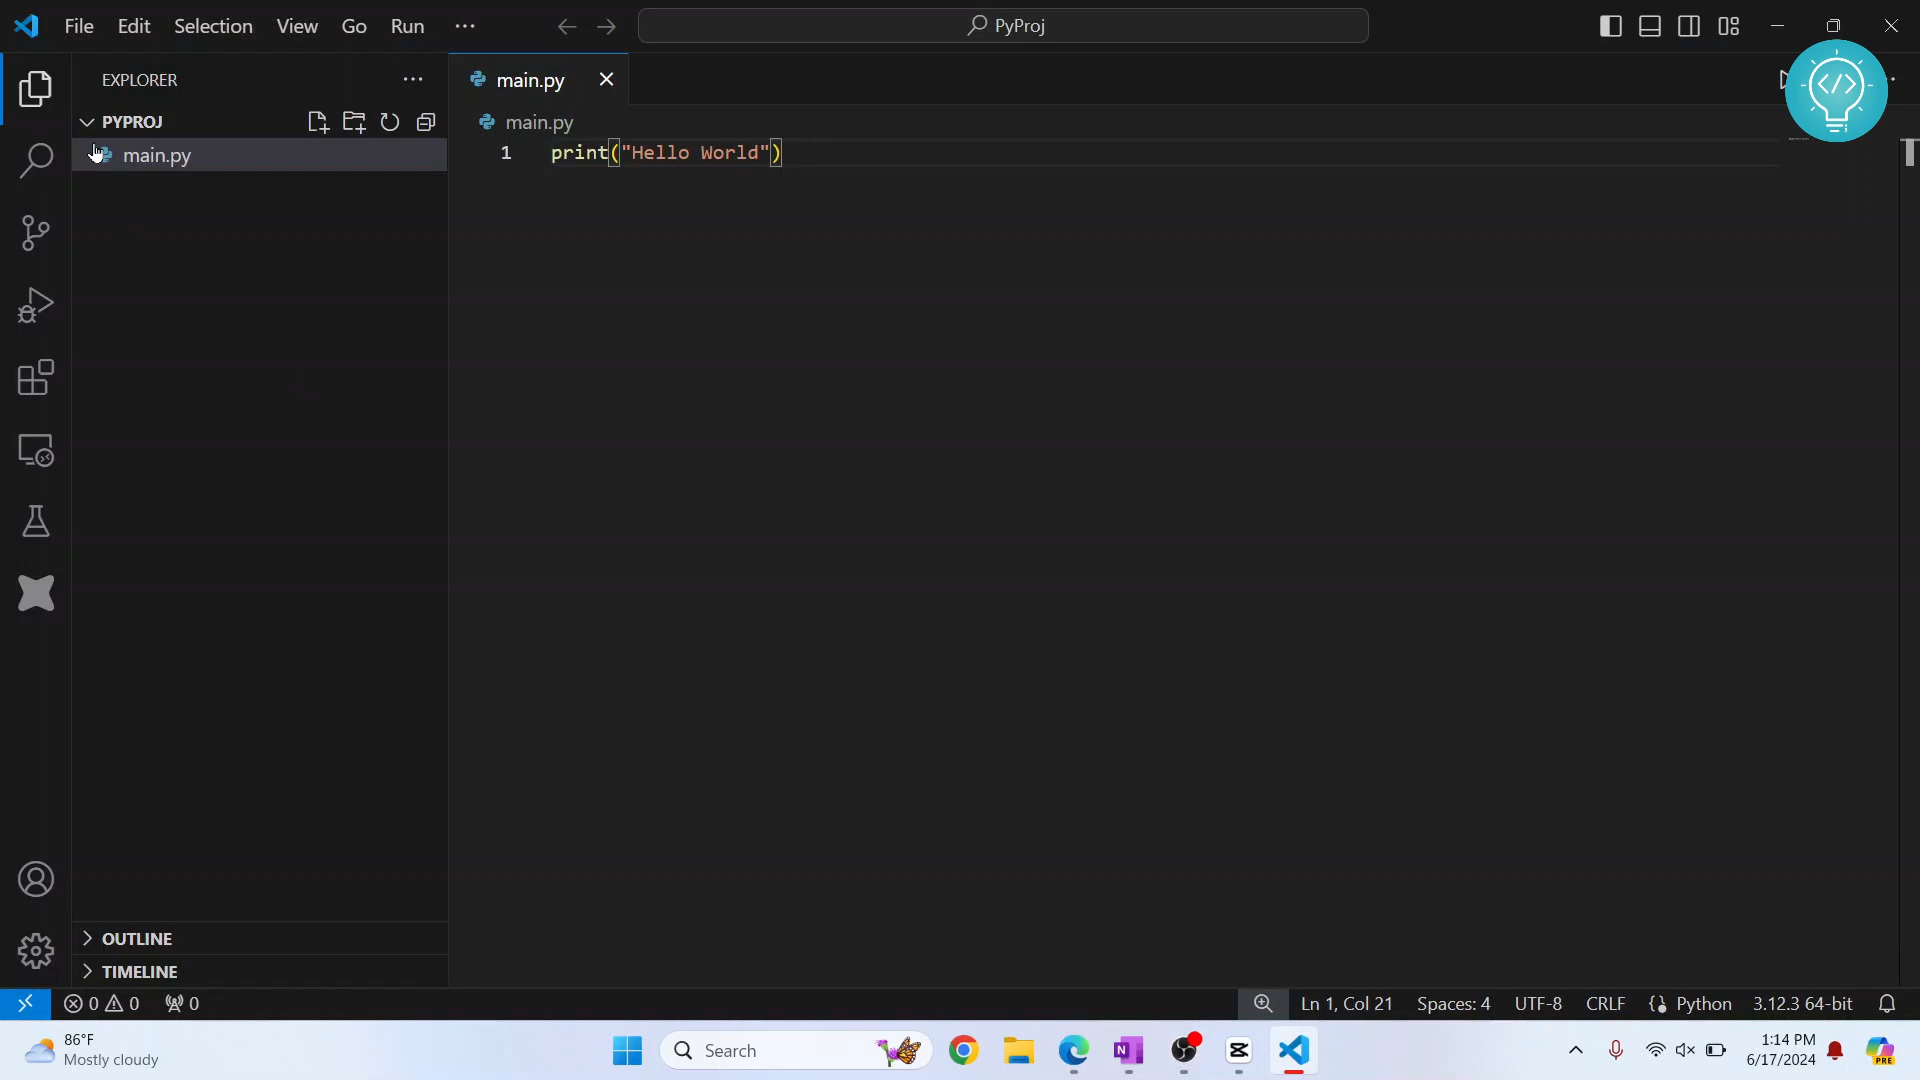 File Edit Selection View Go Run ···
PyProj
EXPLORER
PYPROJ
main.py
main.py
main.py
1 print("Hello World")
OUTLINE
TIMELINE
0 0 0
Ln 1, Col 21 Spaces: 4 UTF-8 CRLF {} Python 3.12.3 64-bit
86°F
Mostly cloudy
Search
1:14 PM
6/17/2024
PRE